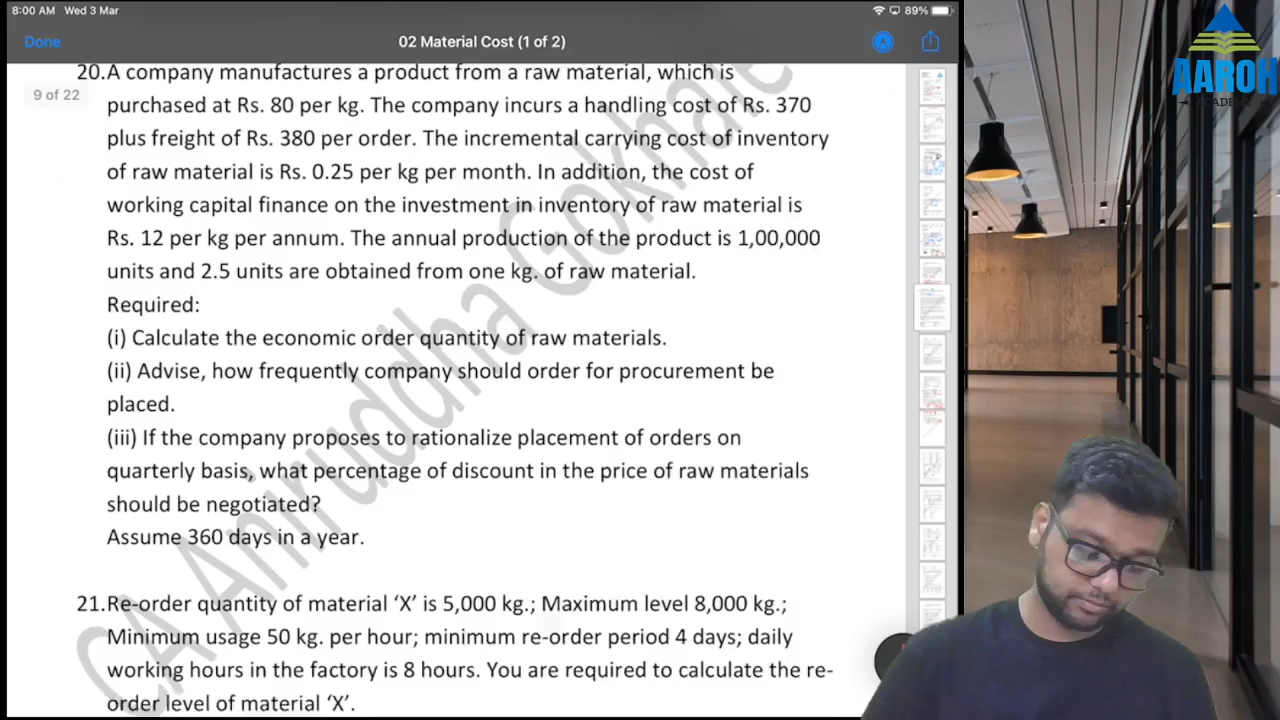 8:00 AM Wed 3 Mar
89%
Done
02 Material Cost (1 of 2)
9 of 22
20.A company manufactures a product from a raw material, which is
purchased at Rs. 80 per kg. The company incurs a handling cost of Rs. 370
plus freight of Rs. 380 per order. The incremental carrying cost of inventory
of raw material is Rs. 0.25 per kg per month. In addition, the cost of
working capital finance on the investment in inventory of raw material is
Rs. 12 per kg per annum. The annual production of the product is 1,00,000
units and 2.5 units are obtained from one kg. of raw material.
Required:
(i) Calculate the economic order quantity of raw materials.
(ii) Advise, how frequently company should order for procurement be
placed.
(iii) If the company proposes to rationalize placement of orders on
quarterly basis, what percentage of discount in the price of raw materials
should be negotiated?
Assume 360 days in a year.
21.Re-order quantity of material ‘X’ is 5,000 kg.; Maximum level 8,000 kg.;
Minimum usage 50 kg. per hour; minimum re-order period 4 days; daily
working hours in the factory is 8 hours. You are required to calculate the re-
order level of material ‘X’.
CA Aniruddha Gokhale
AAROH